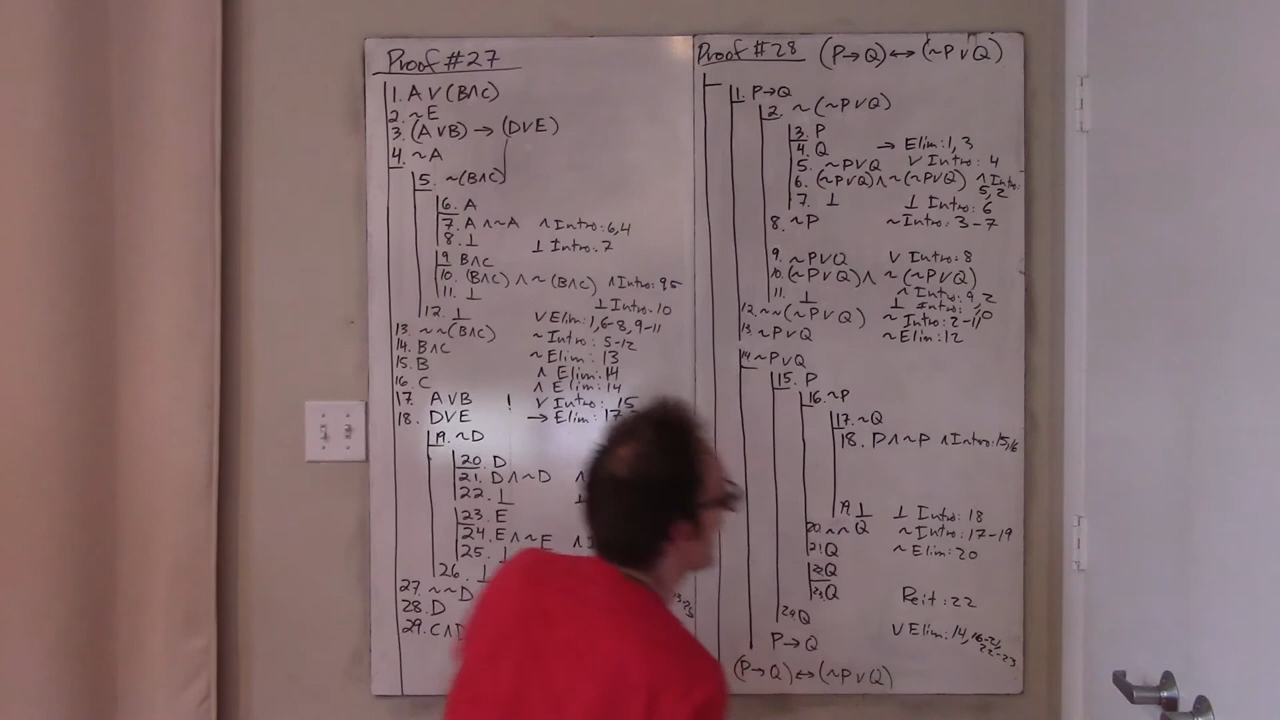 Proof #27
1. A ∨ (B∧C)
2. ~E
3. (A∨B) → (D∨E)
4. ~A
5. ~(B∧C)
6. A
7. A ∧ ~A ∧ Intro: 6,4
8. ⊥ ⊥ Intro: 7
9 B∧C
10. (B∧C) ∧ ~(B∧C) ∧ Intro: 9 5
11. ⊥ ⊥ Intro. 10
12. ⊥ ∨ Elim: 1, 6-8, 9-11
13. ~~(B∧C) ~ Intro: 5-12
14. B∧C ~ Elim: 13
15. B ∧ Elim: 14
16. C ∧ Elim: 14
17. A∨B ! ∨ Intro: 15
18. D∨E → Elim: 17
19. ~D
20. D
21. D ∧ ~D
22. ⊥
23. E
24. E ∧ ~E ∧
25.
26. ⊥
27. ~~D
28. D
29. C∧D
Proof #28 (P→Q) ↔ (~P∨Q)
1. P→Q
2. ~(~P∨Q)
3. P
4. Q → Elim: 1, 3
5. ~P∨Q ∨ Intro: 4
6. (~P∨Q) ∧ ~(~P∨Q) ∧ Intro: 5, 2
7. ⊥ ⊥ Intro: 6
8. ~P ~ Intro: 3-7
9. ~P∨Q ∨ Intro: 8
10. (~P∨Q) ∧ ~(~P∨Q) ∧ Intro: 9, 2
11. ⊥ ⊥ Intro: 10
12. ~~(~P∨Q) ~ Intro: 2-11
13. ~P∨Q ~ Elim: 12
14 ~P∨Q
15. P
16. ~P
17. ~Q
18. P∧~P ∧ Intro: 15,16
19. ⊥ ⊥ Intro: 18
20. ~~Q ~ Intro: 17-19
21 Q ~ Elim: 20
22 Q
23. Q Reit: 22
24 Q ∨ Elim: 14, 16-21, 22-23
P→Q
(P→Q) ↔ (~P∨Q)